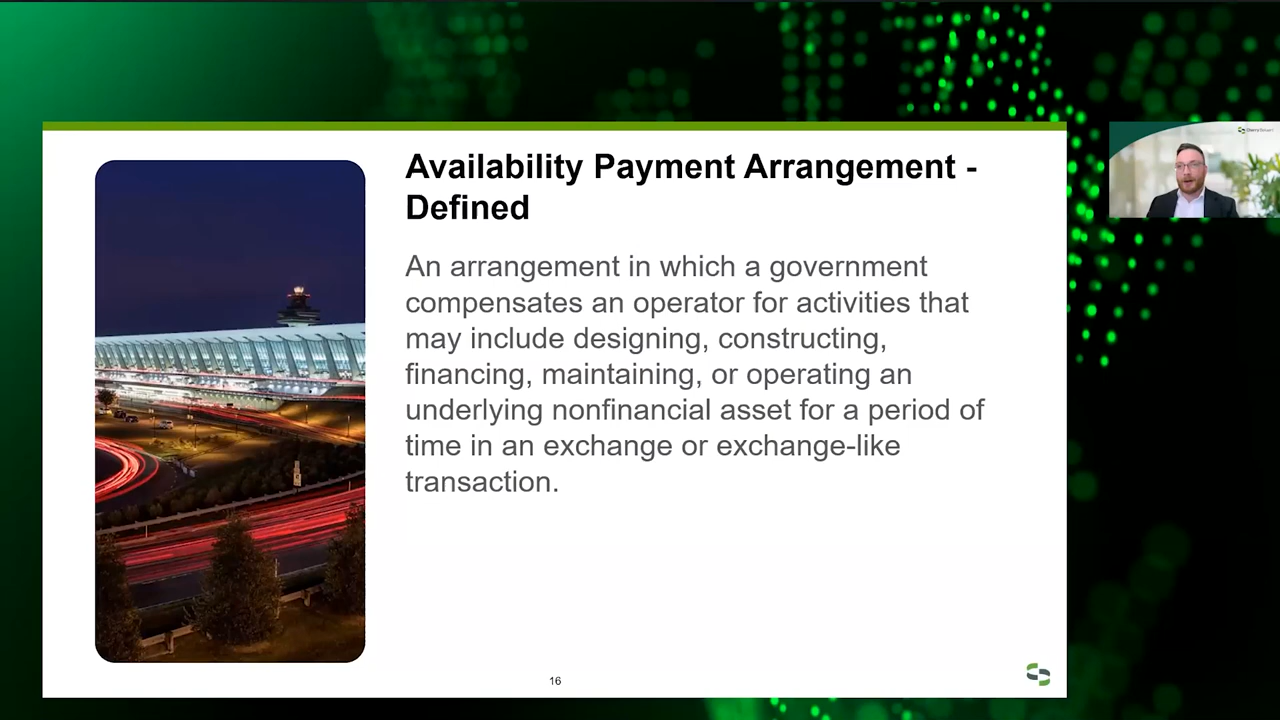 Availability Payment Arrangement -
Defined
An arrangement in which a government
compensates an operator for activities that
may include designing, constructing,
financing, maintaining, or operating an
underlying nonfinancial asset for a period of
time in an exchange or exchange-like
transaction.
16